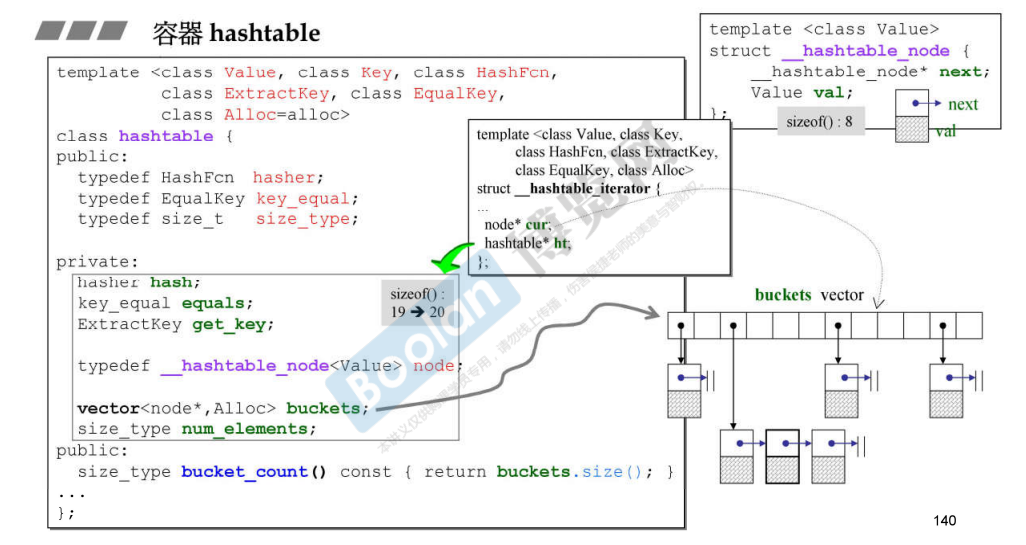 容器 hashtable
template <class Value, class Key, class HashFcn,
class ExtractKey, class EqualKey,
class Alloc=alloc>
class hashtable {
public:
typedef HashFcn hasher;
typedef EqualKey key_equal;
typedef size_t size_type;
private:
hasher hash;
key_equal equals;
ExtractKey get_key;
sizeof() :
19 ➔ 20
typedef __hashtable_node<Value> node;
vector<node*,Alloc> buckets;
size_type num_elements;
public:
size_type bucket_count() const { return buckets.size(); }
...
};
template <class Value, class Key,
class HashFcn, class ExtractKey,
class EqualKey, class Alloc>
struct __hashtable_iterator {
...
node* cur;
hashtable* ht;
};
template <class Value>
struct __hashtable_node {
__hashtable_node* next;
Value val;
};
sizeof() : 8
next
val
buckets vector
Boolan 博览网
140